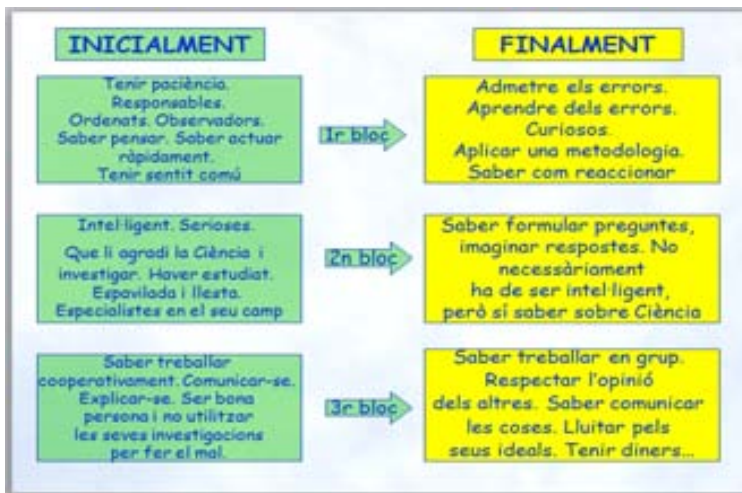 INICIALMENT
FINALMENT
Tenir paciència.
Responsables.
Ordenats. Observadors.
Saber pensar. Saber actuar
ràpidament.
Tenir sentit comú
1r bloc
Admetre els errors.
Aprendre dels errors.
Curiosos.
Aplicar una metodologia.
Saber com reaccionar
Intel·ligent. Serioses.
Que li agradi la Ciència i
investigar. Haver estudiat.
Espavilada i llesta.
Especialistes en el seu camp
2n bloc
Saber formular preguntes,
imaginar respostes. No
necessàriament
ha de ser intel·ligent,
però sí saber sobre Ciència
Saber treballar
cooperativament. Comunicar-se.
Explicar-se. Ser bona
persona i no utilitzar
les seves investigacions
per fer el mal.
3r bloc
Saber treballar en grup.
Respectar l'opinió
dels altres. Saber comunicar
les coses. Lluitar pels
seus ideals. Tenir diners...